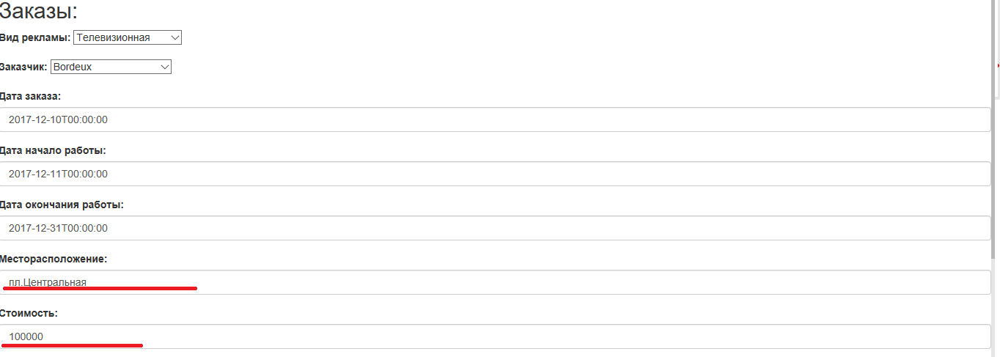 Заказы:
Вид рекламы: Телевизионная
Заказчик: Bordeux
Дата заказа:
2017-12-10T00:00:00
Дата начало работы:
2017-12-11T00:00:00
Дата окончания работы:
2017-12-31T00:00:00
Месторасположение:
пл.Центральная
Стоимость:
100000